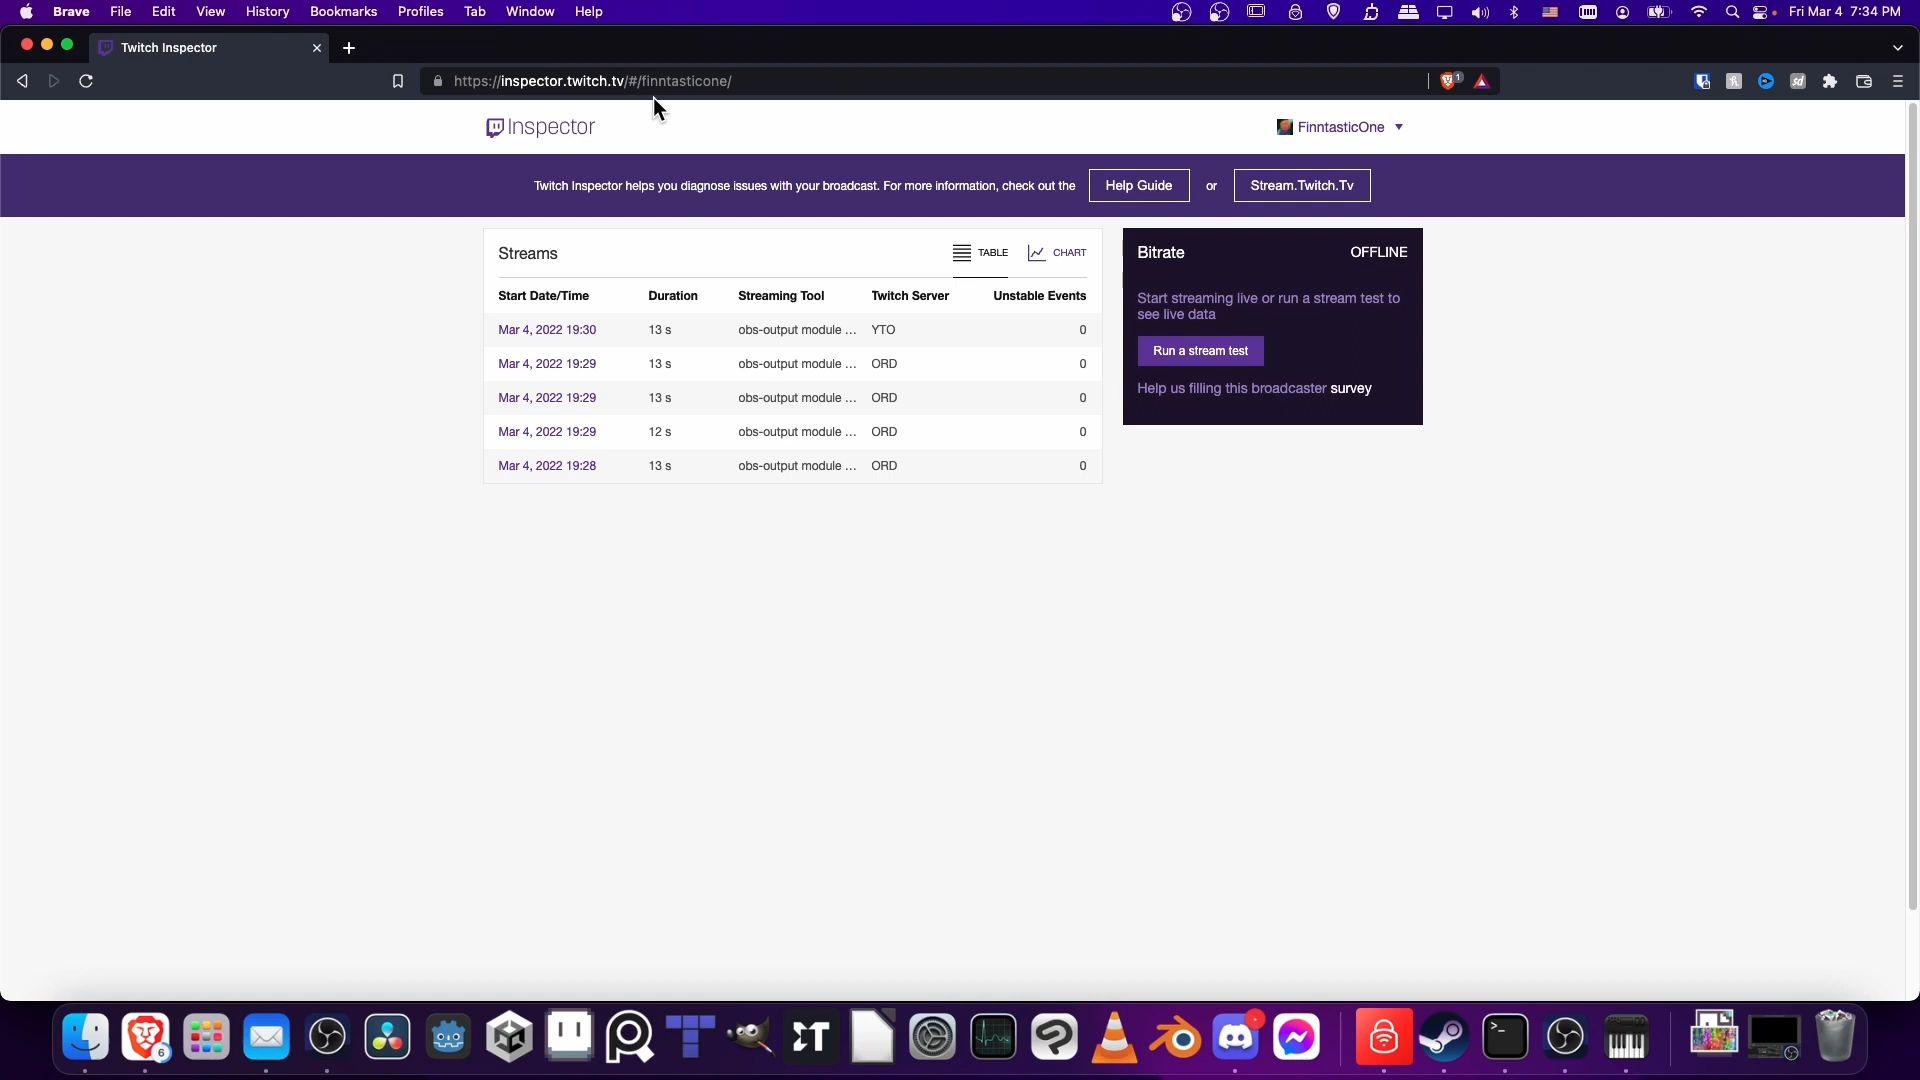 Brave File Edit View History Bookmarks Profiles Tab Window Help Fri Mar 4 7:34 PM
Twitch Inspector
https://inspector.twitch.tv/#/finntasticone/ 1 sd
Inspector FinntasticOne
Twitch Inspector helps you diagnose issues with your broadcast. For more information, check out the Help Guide or Stream.Twitch.Tv
Streams TABLE CHART
Start Date/Time Duration Streaming Tool Twitch Server Unstable Events
Mar 4, 2022 19:30 13 s obs-output module ... YTO 0
Mar 4, 2022 19:29 13 s obs-output module ... ORD 0
Mar 4, 2022 19:29 13 s obs-output module ... ORD 0
Mar 4, 2022 19:29 12 s obs-output module ... ORD 0
Mar 4, 2022 19:28 13 s obs-output module ... ORD 0
Bitrate OFFLINE
Start streaming live or run a stream test to
see live data
Run a stream test
Help us filling this broadcaster survey
6